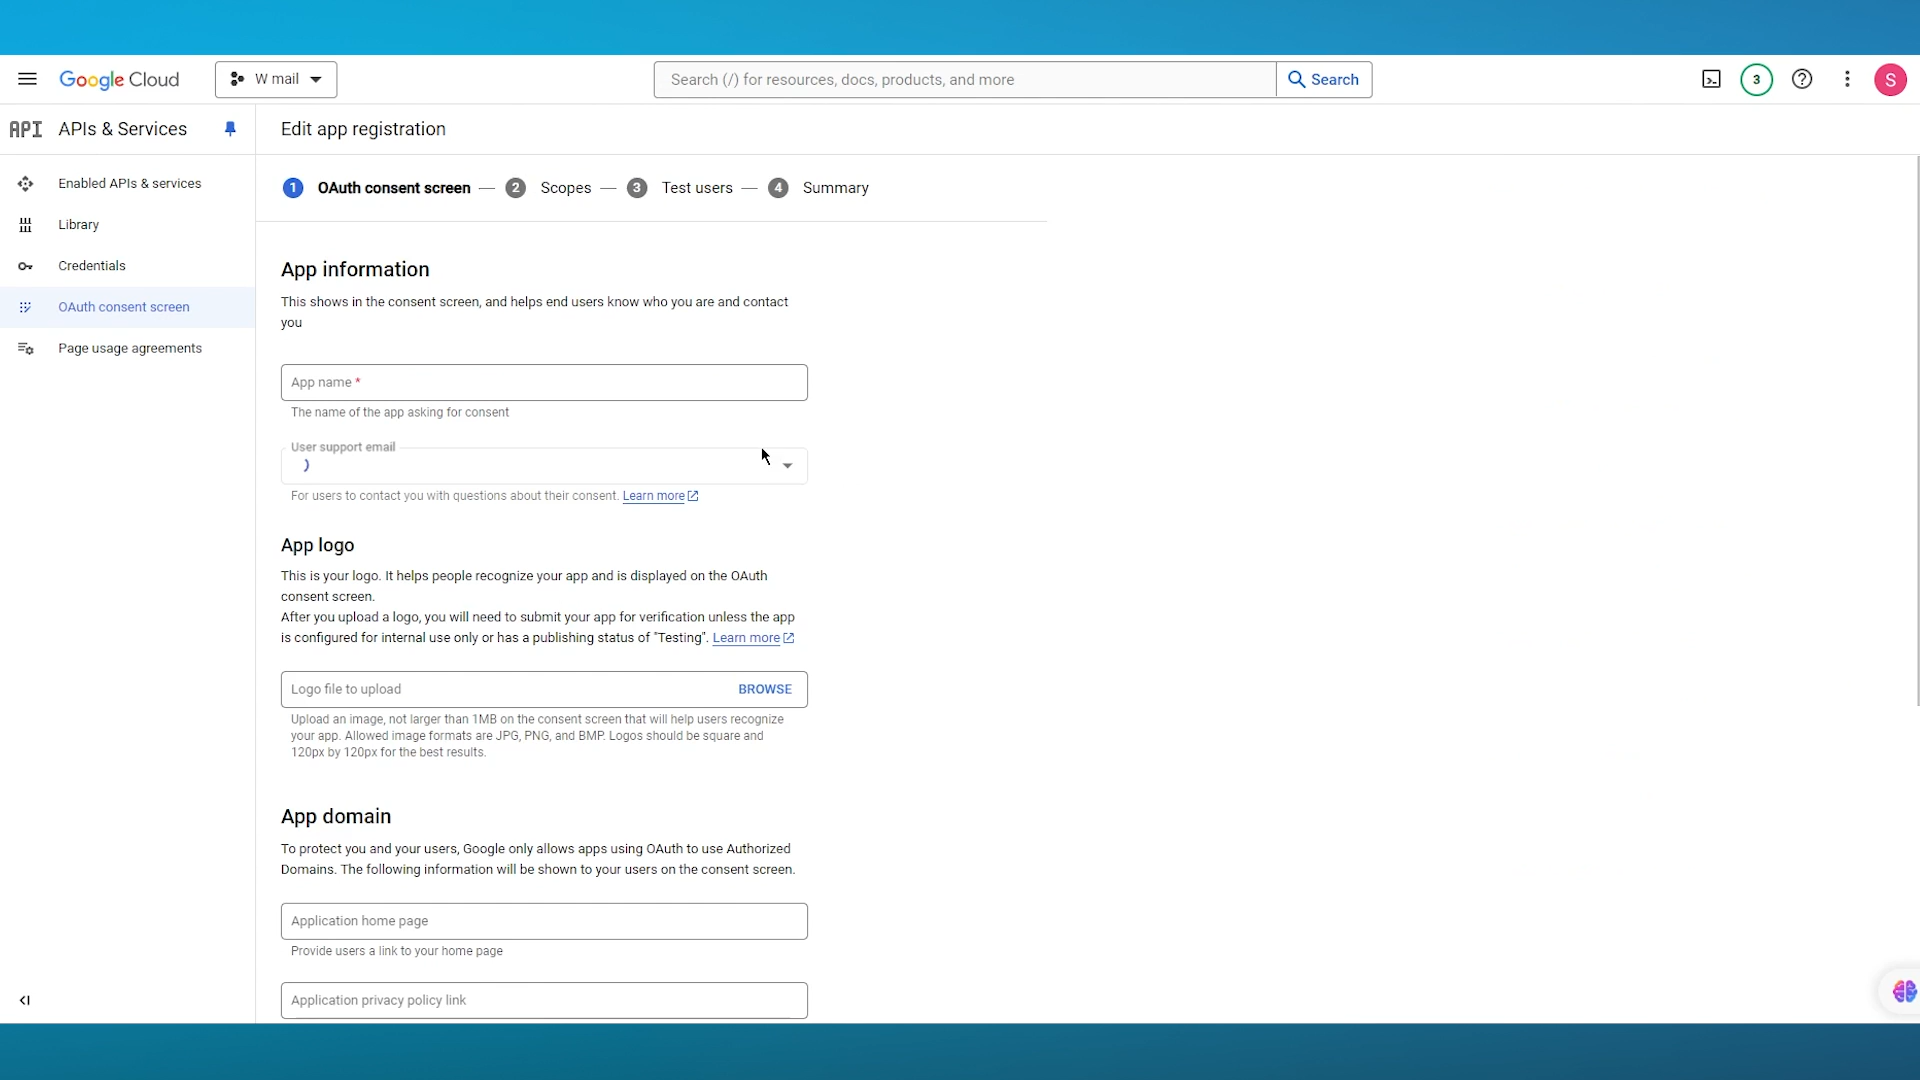 Google Cloud
W mail
Search (/) for resources, docs, products, and more
Search
3
S
API APIs & Services
Edit app registration
Enabled APIs & services
Library
Credentials
OAuth consent screen
Page usage agreements
1 OAuth consent screen — 2 Scopes — 3 Test users — 4 Summary
App information
This shows in the consent screen, and helps end users know who you are and contact
you
App name *
The name of the app asking for consent
User support email
For users to contact you with questions about their consent. Learn more
App logo
This is your logo. It helps people recognize your app and is displayed on the OAuth
consent screen.
After you upload a logo, you will need to submit your app for verification unless the app
is configured for internal use only or has a publishing status of "Testing". Learn more
Logo file to upload BROWSE
Upload an image, not larger than 1MB on the consent screen that will help users recognize
your app. Allowed image formats are JPG, PNG, and BMP. Logos should be square and
120px by 120px for the best results.
App domain
To protect you and your users, Google only allows apps using OAuth to use Authorized
Domains. The following information will be shown to your users on the consent screen.
Application home page
Provide users a link to your home page
Application privacy policy link